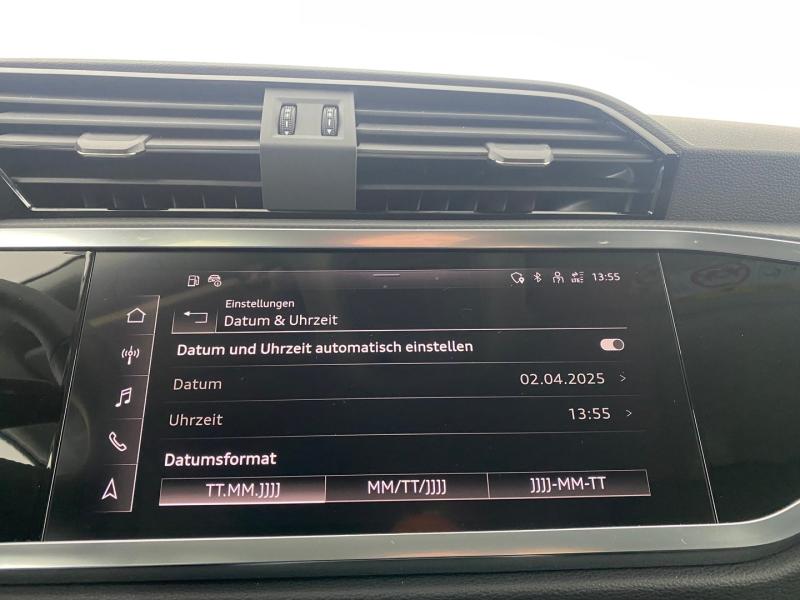 13:55
Einstellungen
Datum & Uhrzeit
Datum und Uhrzeit automatisch einstellen
Datum 02.04.2025 >
Uhrzeit 13:55 >
Datumsformat
TT.MM.JJJJ MM/TT/JJJJ JJJJ-MM-TT